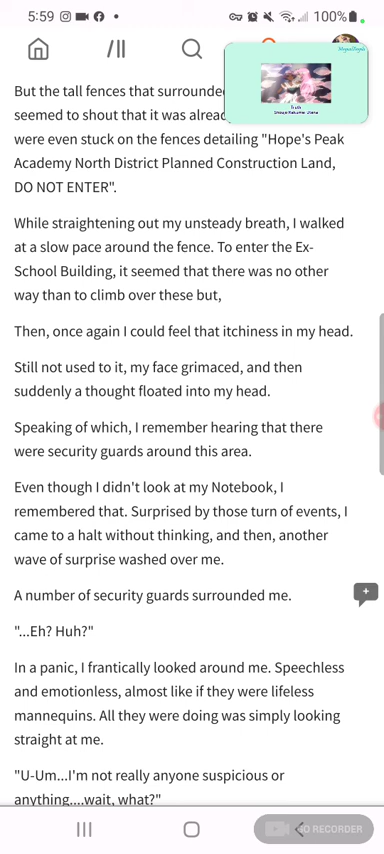 5:59
100%
But the tall fences that surrounde
seemed to shout that it was alread
were even stuck on the fences detailing "Hope's Peak
Academy North District Planned Construction Land,
DO NOT ENTER".
While straightening out my unsteady breath, I walked
at a slow pace around the fence. To enter the Ex-
School Building, it seemed that there was no other
way than to climb over these but,
Then, once again I could feel that itchiness in my head.
Still not used to it, my face grimaced, and then
suddenly a thought floated into my head.
Speaking of which, I remember hearing that there
were security guards around this area.
Even though I didn't look at my Notebook, I
remembered that. Surprised by those turn of events, I
came to a halt without thinking, and then, another
wave of surprise washed over me.
A number of security guards surrounded me.
"...Eh? Huh?"
In a panic, I frantically looked around me. Speechless
and emotionless, almost like if they were lifeless
mannequins. All they were doing was simply looking
straight at me.
"U-Um...I'm not really anyone suspicious or
anything....wait, what?"
GO RECORDER